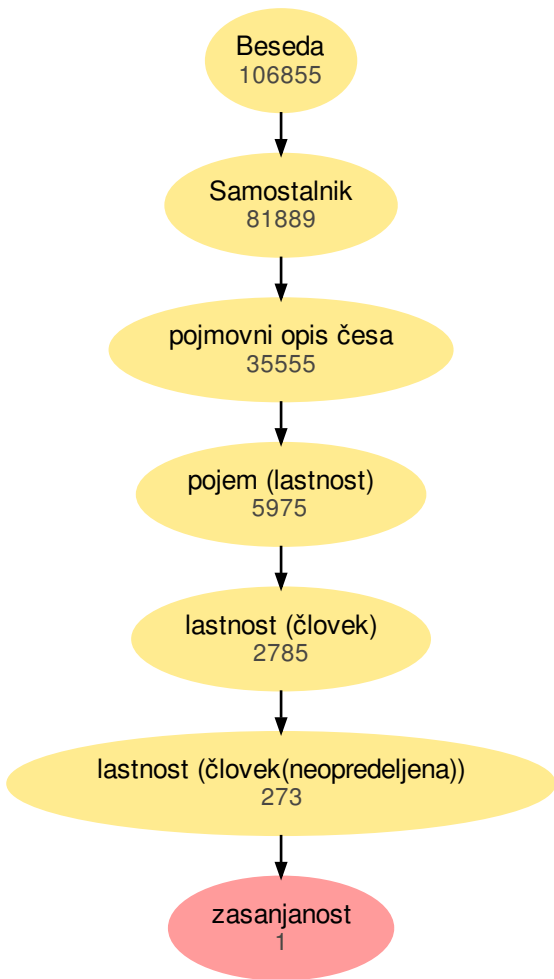 Beseda
106855
Samostalnik
81889
pojmovni opis česa
35555
pojem (lastnost)
5975
lastnost (človek)
2785
lastnost (človek(neopredeljena))
273
zasanjanost
1